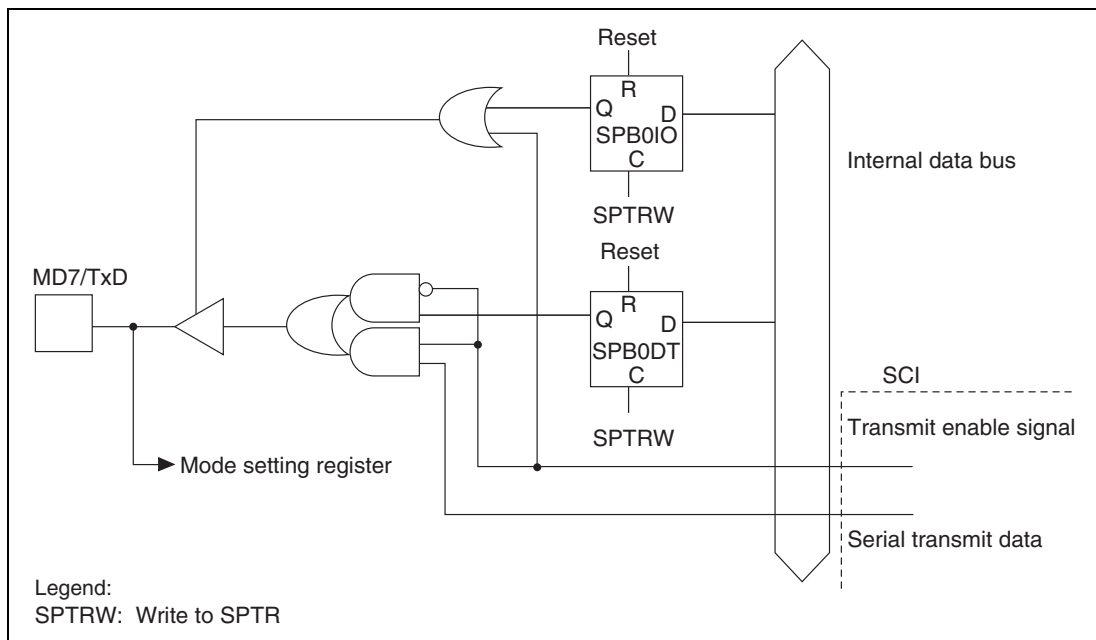 Reset
R
Q
D
SPB0IO
C
Internal data bus
SPTRW
Reset
MD7/TxD
R
Q
D
SPB0DT
C
SCI
Transmit enable signal
SPTRW
Mode setting register
Serial transmit data
Legend:
SPTRW: Write to SPTR